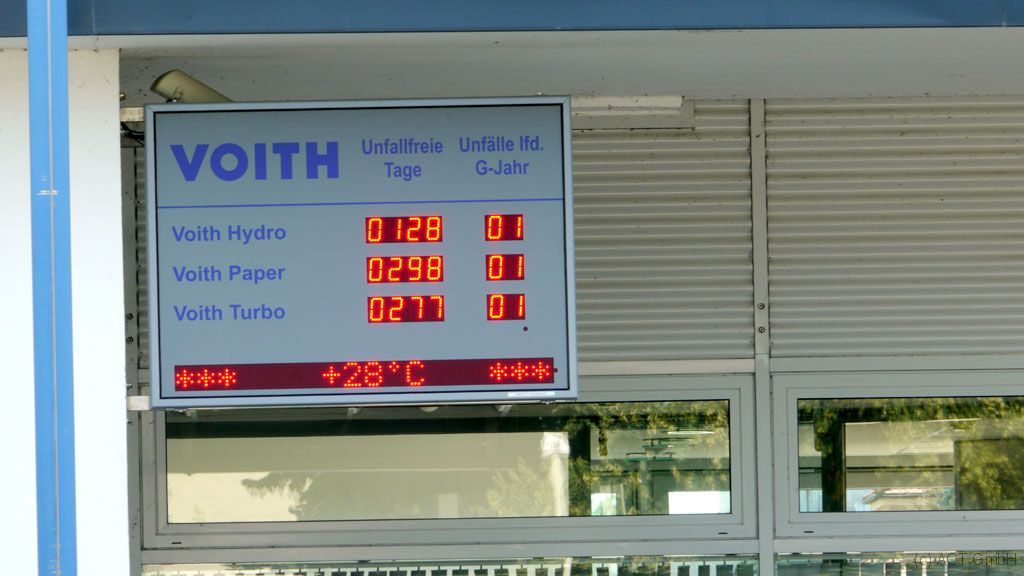 VOITH Unfallfreie Tage Unfälle lfd. G-Jahr
Voith Hydro 0128 01
Voith Paper 0298 01
Voith Turbo 0277 01
*** +28°C ***
(c) ACT GmbH